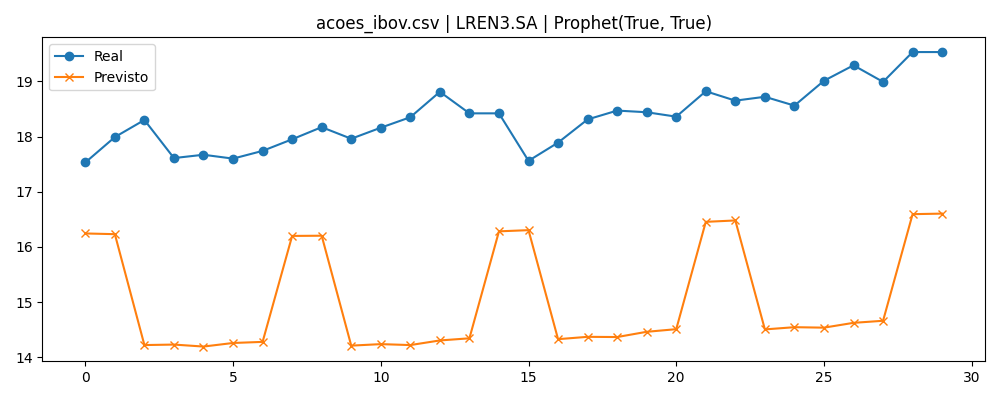 acoes_ibov.csv | LREN3.SA | Prophet(True, True)
Real
Previsto
19
18
17
16
15
14
0 5 10 15 20 25 30